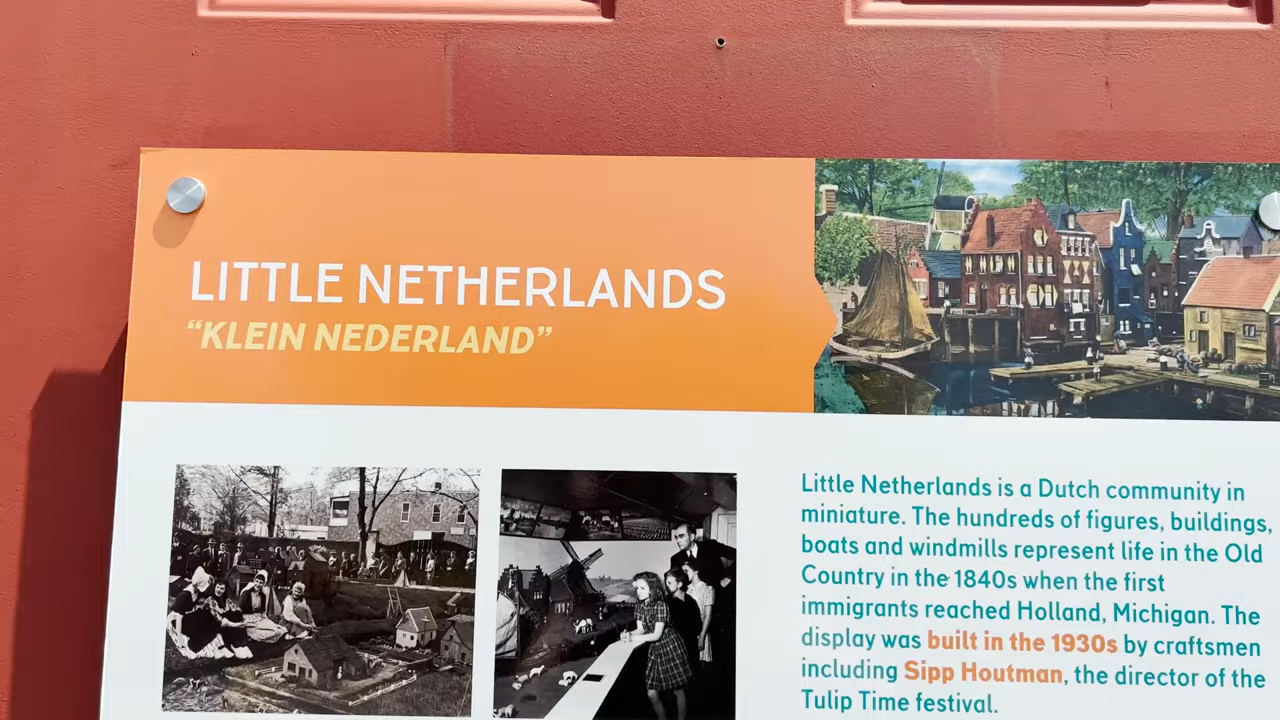 LITTLE NETHERLANDS
“KLEIN NEDERLAND”
Little Netherlands is a Dutch community in
miniature. The hundreds of figures, buildings,
boats and windmills represent life in the Old
Country in the 1840s when the first
immigrants reached Holland, Michigan. The
display was built in the 1930s by craftsmen
including Sipp Houtman, the director of the
Tulip Time festival.